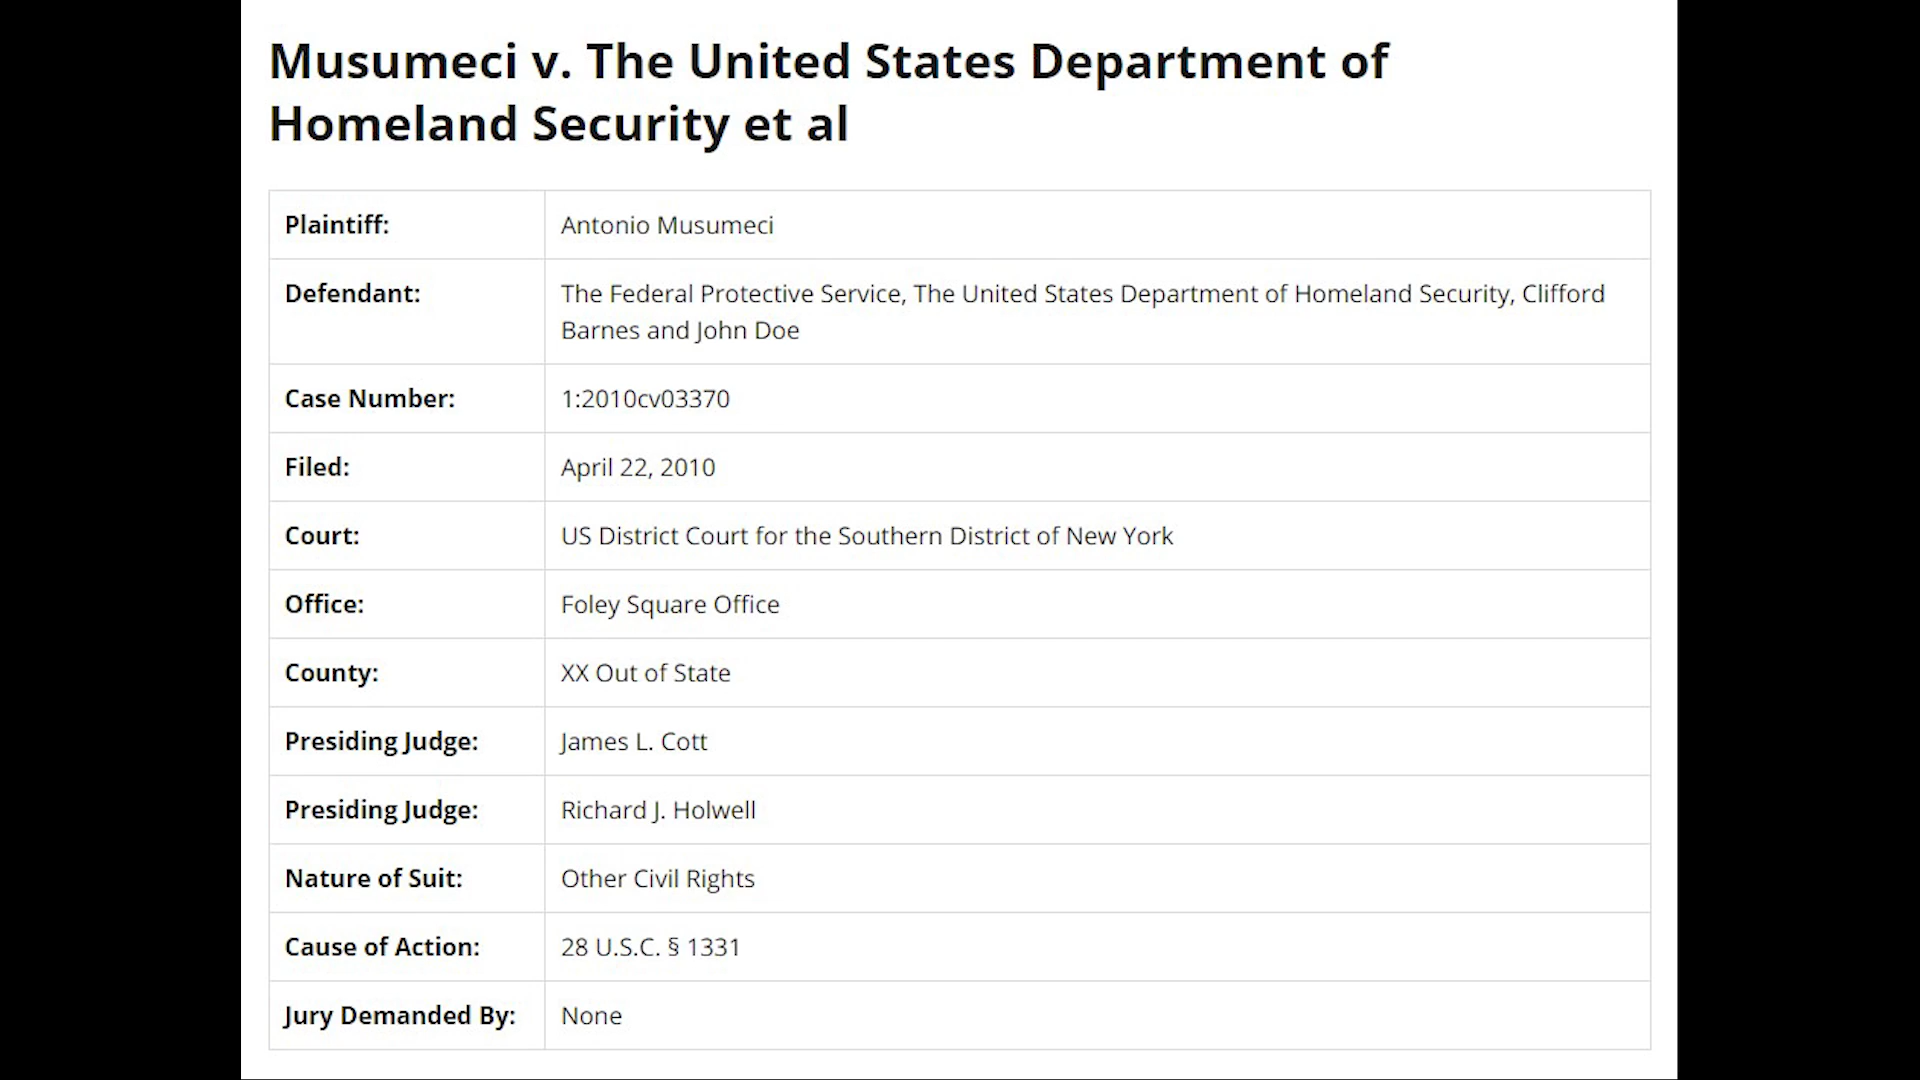 Musumeci v. The United States Department of
Homeland Security et al
Plaintiff: Antonio Musumeci
Defendant: The Federal Protective Service, The United States Department of Homeland Security, Clifford
Barnes and John Doe
Case Number: 1:2010cv03370
Filed: April 22, 2010
Court: US District Court for the Southern District of New York
Office: Foley Square Office
County: XX Out of State
Presiding Judge: James L. Cott
Presiding Judge: Richard J. Holwell
Nature of Suit: Other Civil Rights
Cause of Action: 28 U.S.C. § 1331
Jury Demanded By: None